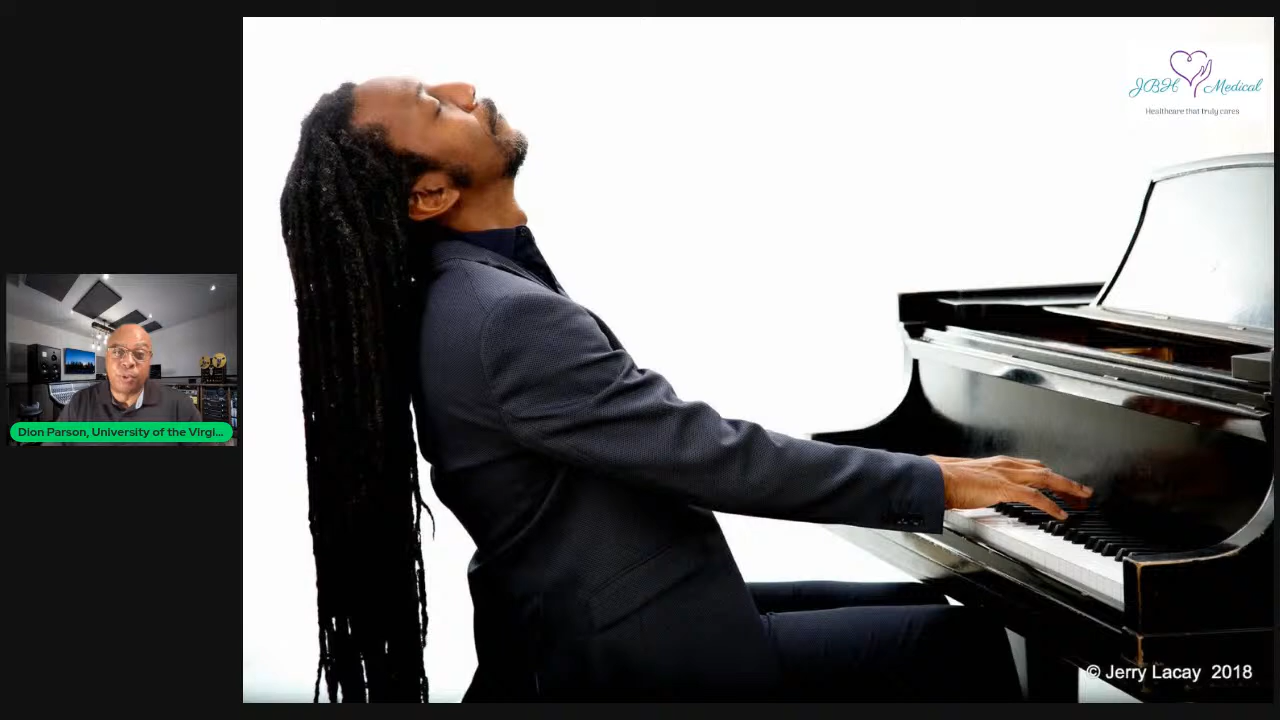 JBH Medical
Healthcare that truly cares
Dion Parson, University of the Virgi...
© Jerry Lacay 2018